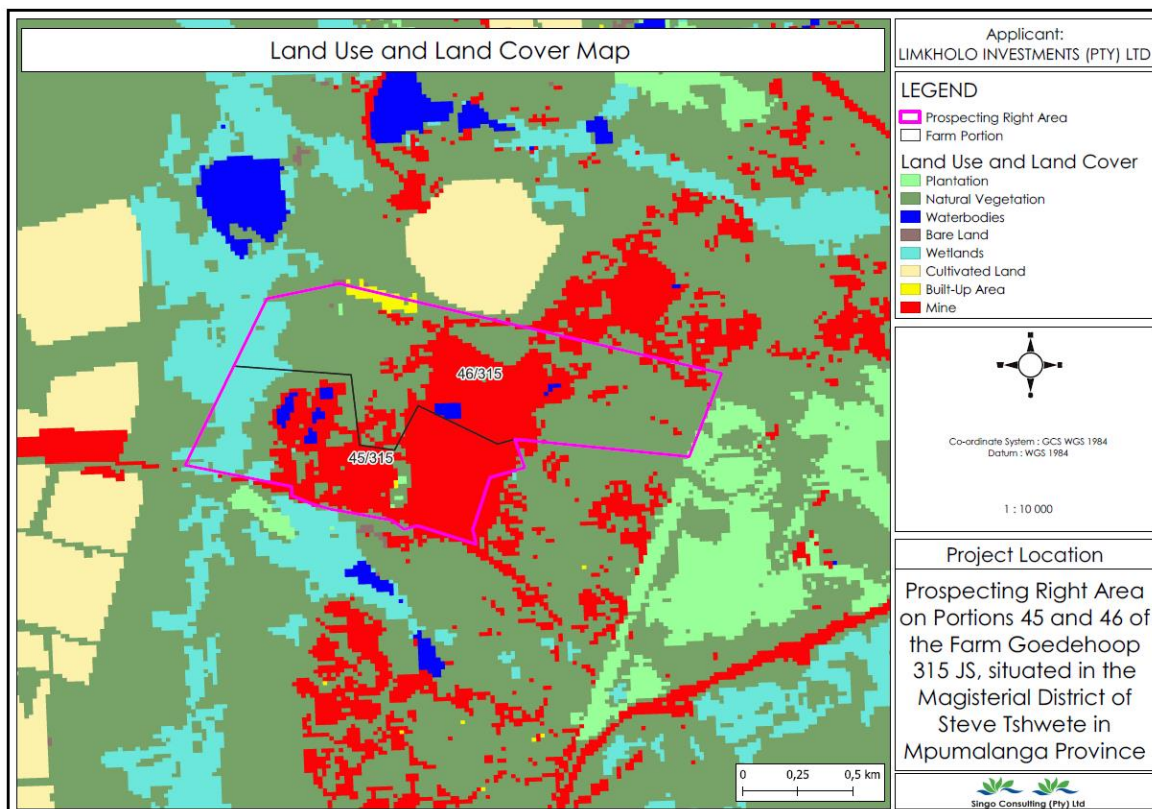 Land Use and Land Cover Map
46/315
45/315
0 0,25 0,5 km
Applicant:
LIMKHOLO INVESTMENTS (PTY) LTD
LEGEND
Prospecting Right Area
Farm Portion
Land Use and Land Cover
Plantation
Natural Vegetation
Waterbodies
Bare Land
Wetlands
Cultivated Land
Built-Up Area
Mine
Co-ordinate System : GCS WGS 1984
Datum : WGS 1984
1 : 10 000
Project Location
Prospecting Right Area
on Portions 45 and 46 of
the Farm Goedehoop
315 JS, situated in the
Magisterial District of
Steve Tshwete in
Mpumalanga Province
Singo Consulting (Pty) Ltd